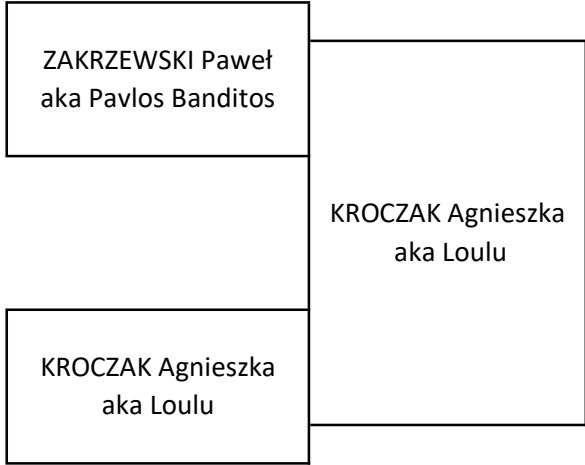 ZAKRZEWSKI Paweł
aka Pavlos Banditos
KROCZAK Agnieszka
aka Loulu
KROCZAK Agnieszka
aka Loulu